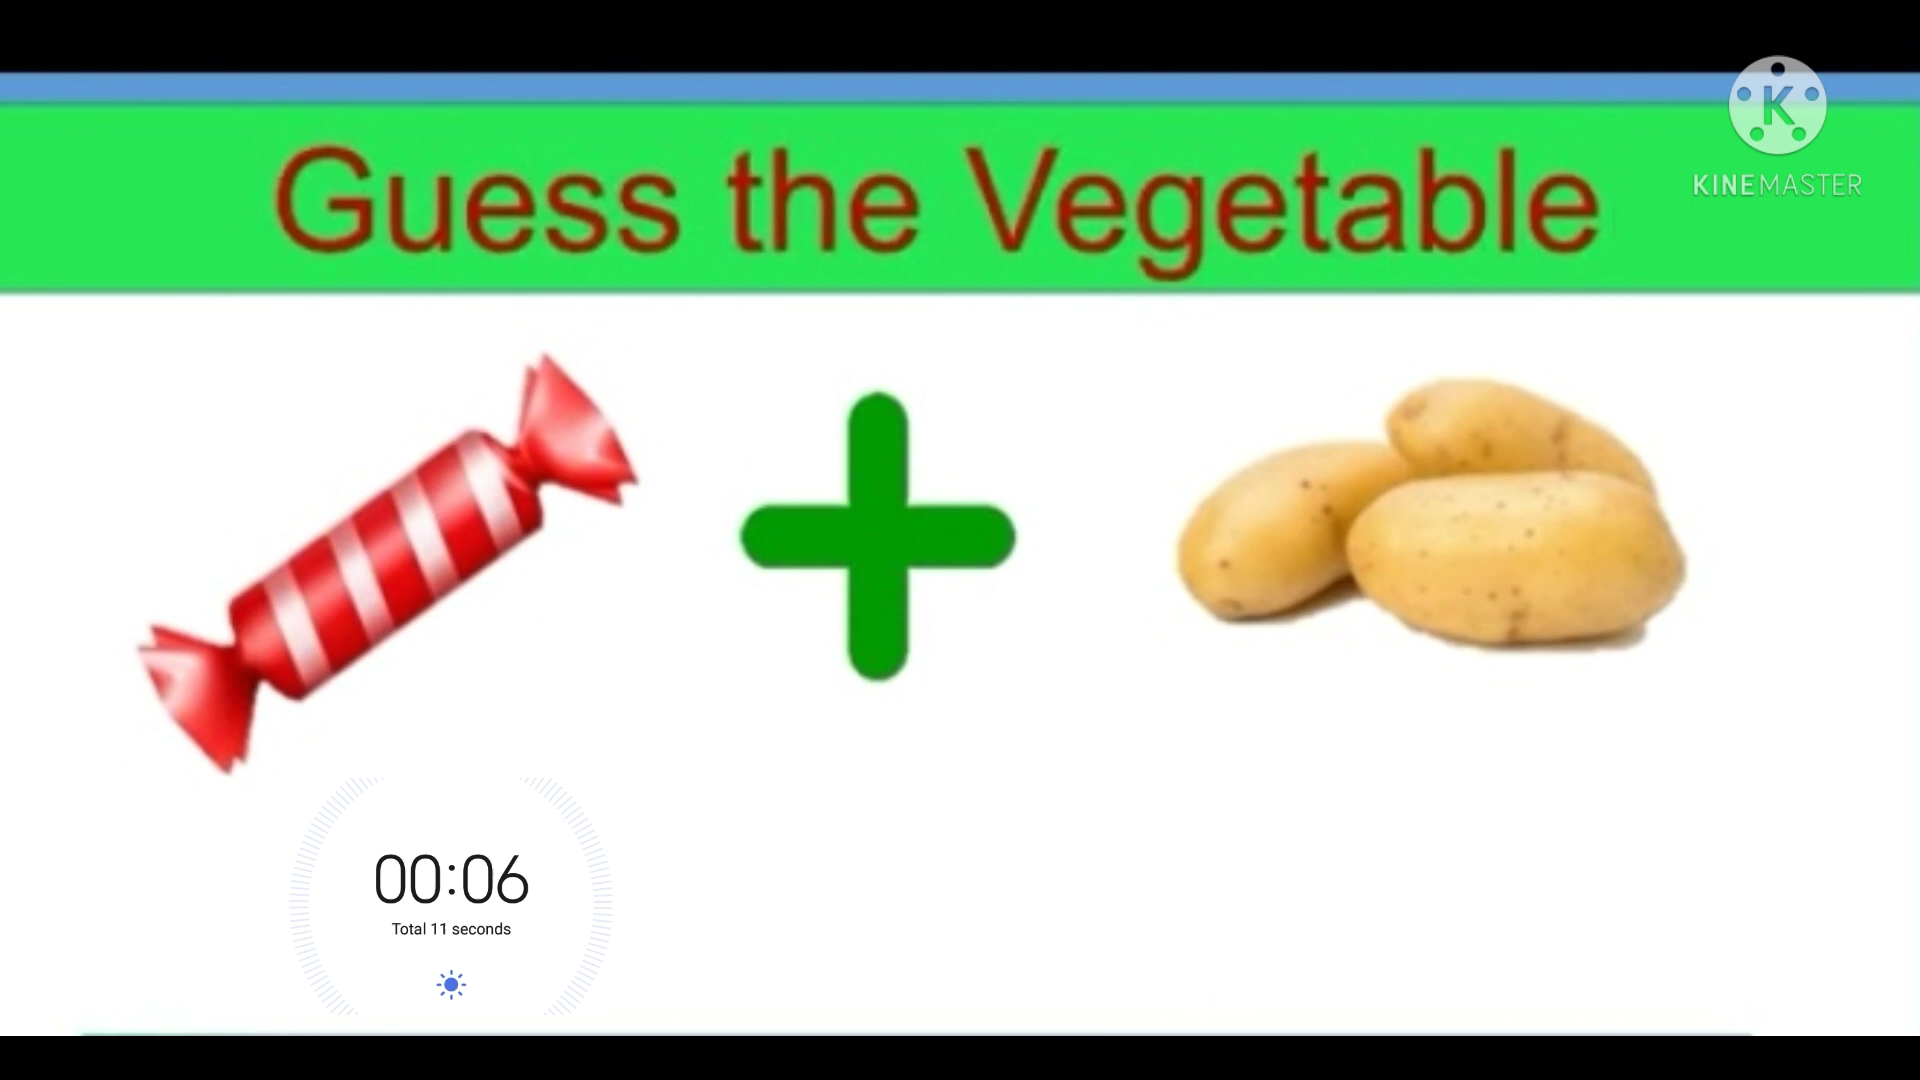 Guess the Vegetable
K
KINEMASTER
00:06
Total 11 seconds